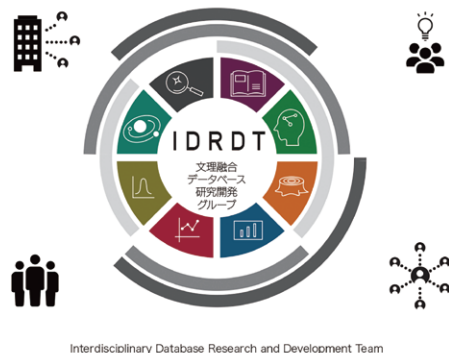 IDRDT
文理融合
データベース
研究開発
グループ
Interdisciplinary Database Research and Development Team